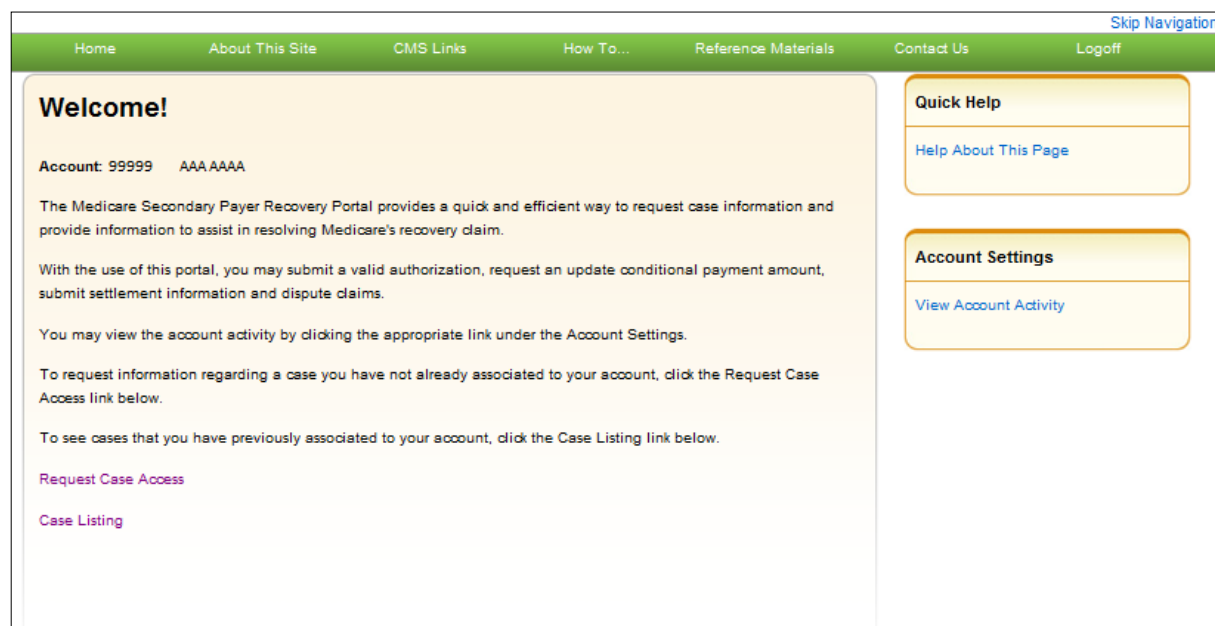 Skip Navigation
Home About This Site CMS Links How To... Reference Materials Contact Us Logoff
Welcome!
Account: 99999 AAA AAAA
The Medicare Secondary Payer Recovery Portal provides a quick and efficient way to request case information and
provide information to assist in resolving Medicare's recovery claim.
With the use of this portal, you may submit a valid authorization, request an update conditional payment amount,
submit settlement information and dispute claims.
You may view the account activity by clicking the appropriate link under the Account Settings.
To request information regarding a case you have not already associated to your account, click the Request Case
Access link below.
To see cases that you have previously associated to your account, click the Case Listing link below.
Request Case Access
Case Listing
Quick Help
Help About This Page
Account Settings
View Account Activity